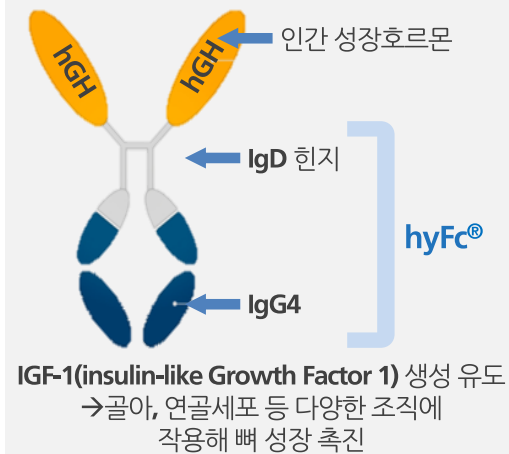 hGH
hGH
인간 성장호르몬
IgD 힌지
hyFc®
IgG4
IGF-1(insulin-like Growth Factor 1) 생성 유도
→골아, 연골세포 등 다양한 조직에
작용해 뼈 성장 촉진